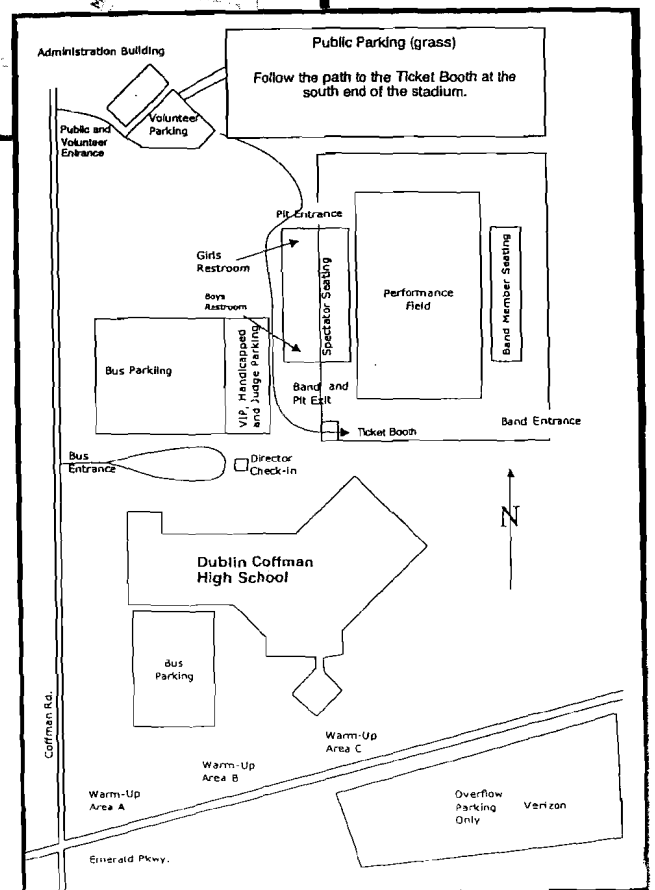 Administration Building
Public Parking (grass)
Follow the path to the Ticket Booth at the
south end of the stadium.
Volunteer
Parking
Public and
Volunteer
Entrance
Pit Entrance
Girls
Restroom
Boys
Restroom
Spectator Seating
Performance
Field
Band Member Seating
Bus Parkiing
VIP, Handicapped
and Judge Parking
Band and
Pit Exit
Ticket Booth
Band Entrance
Bus
Entrance
Director
Check-In
N
Dublin Coffman
High School
Bus
Parking
Coffman Rd.
Warm-Up
Area C
Warm-Up
Area B
Warm-Up
Area A
Overflow
Parking
Only
Verizon
Emerald Pkwy.